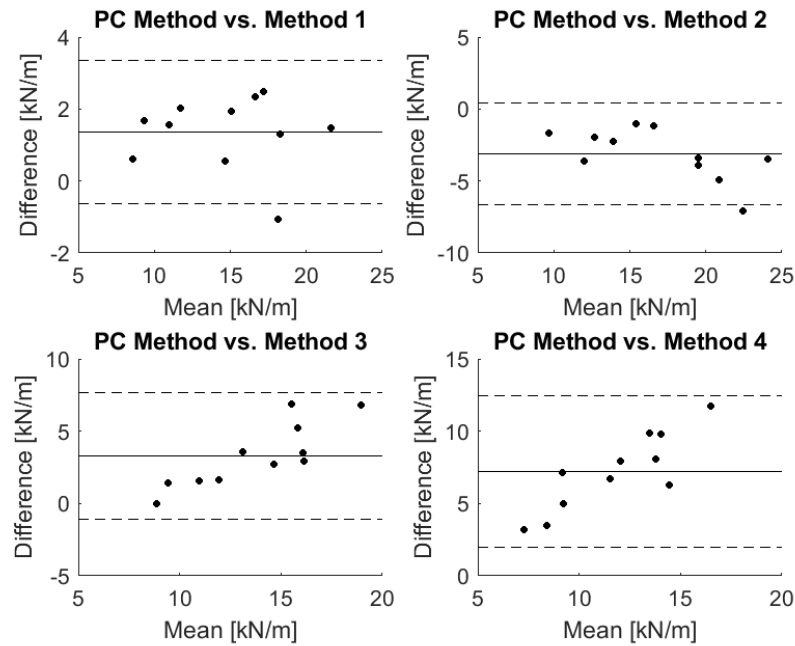 PC Method vs. Method 1
4
2
0
-2
Difference [kN/m]
5 10 15 20 25
Mean [kN/m]
PC Method vs. Method 2
5
0
-5
-10
Difference [kN/m]
5 10 15 20 25
Mean [kN/m]
PC Method vs. Method 3
10
5
0
-5
Difference [kN/m]
5 10 15 20
Mean [kN/m]
PC Method vs. Method 4
15
10
5
0
Difference [kN/m]
5 10 15 20
Mean [kN/m]